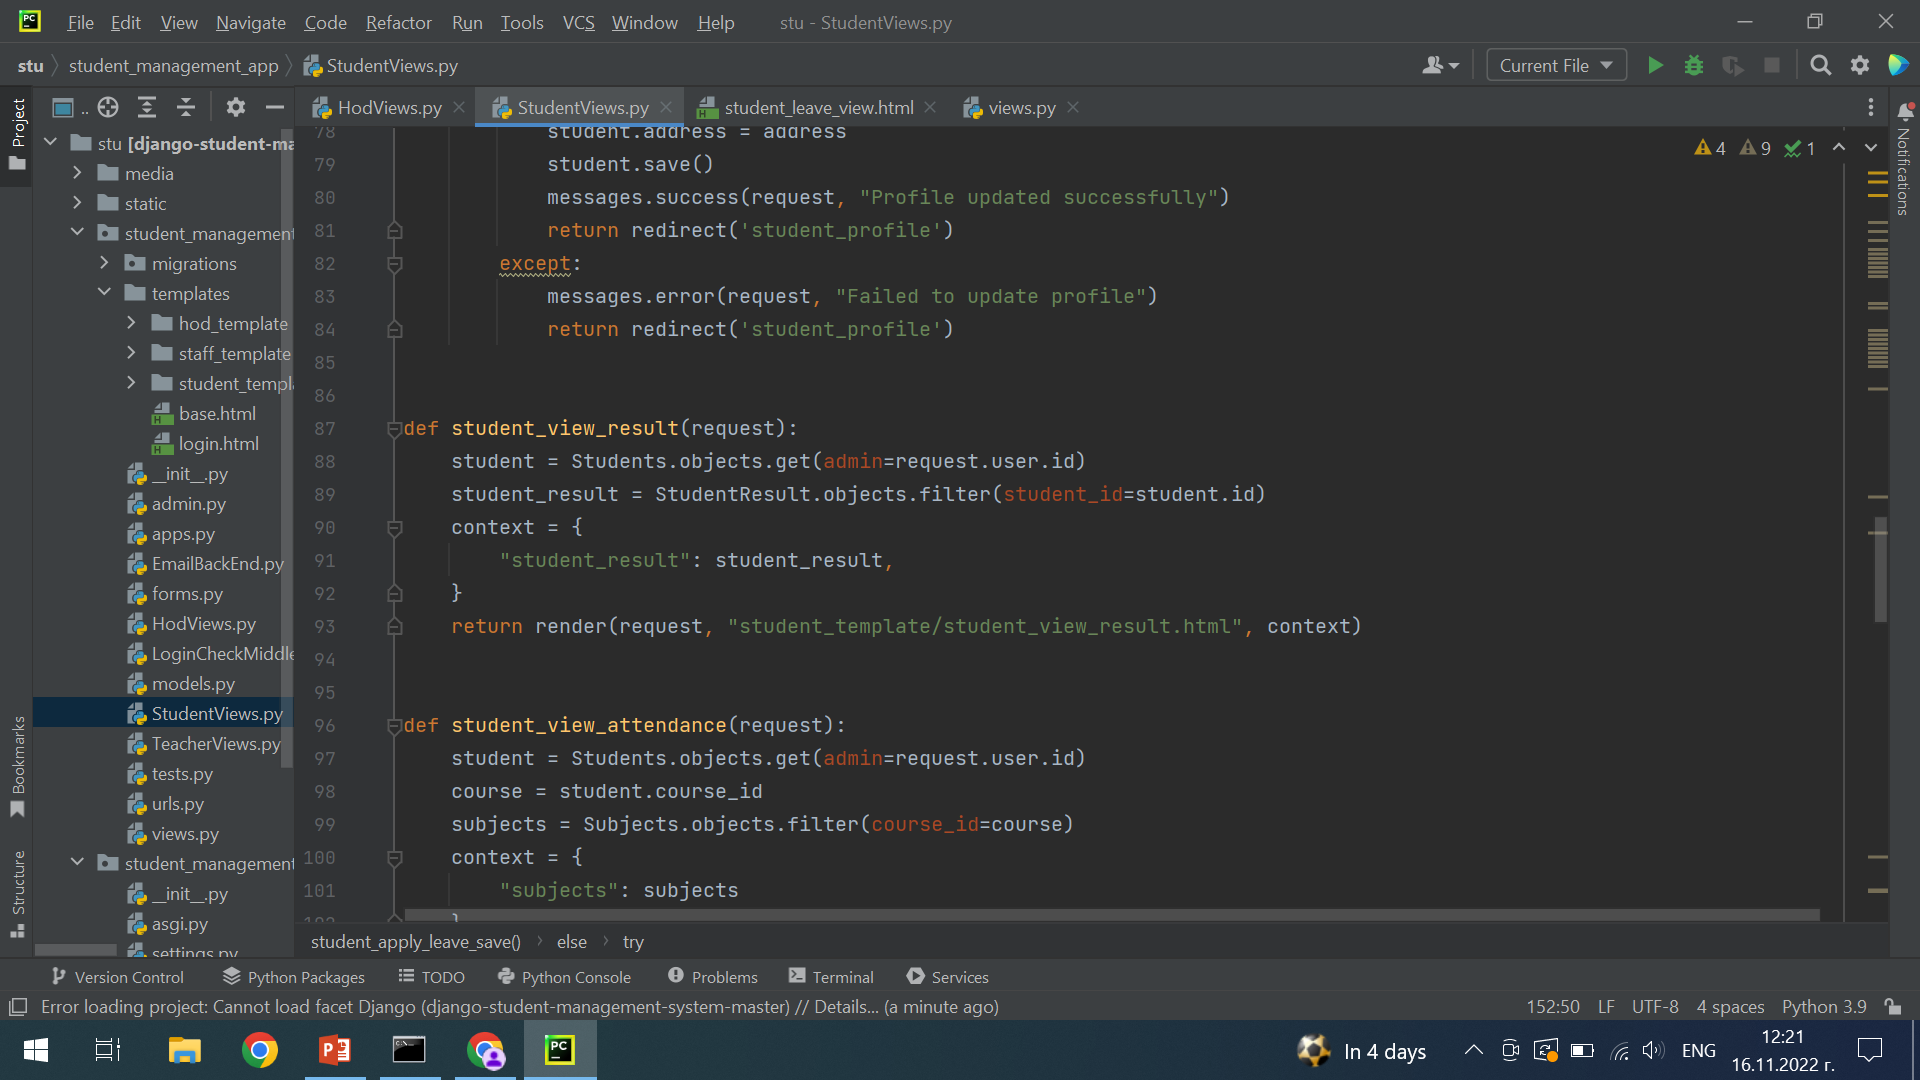 File Edit View Navigate Code Refactor Run Tools VCS Window Help stu - StudentViews.py
stu student_management_app StudentViews.py Current File
HodViews.py StudentViews.py student_leave_view.html views.py
Project
Bookmarks
Structure
Notifications
stu [django-student-ma
media
static
student_management
migrations
templates
hod_template
staff_template
student_templ
base.html
login.html
__init__.py
admin.py
apps.py
EmailBackEnd.py
forms.py
HodViews.py
LoginCheckMiddle
models.py
StudentViews.py
TeacherViews.py
tests.py
urls.py
views.py
student_management
__init__.py
asgi.py
settings.py
4 9 1
78 student.address = address
79 student.save()
80 messages.success(request, "Profile updated successfully")
81 return redirect('student_profile')
82 except:
83 messages.error(request, "Failed to update profile")
84 return redirect('student_profile')
85
86
87 def student_view_result(request):
88 student = Students.objects.get(admin=request.user.id)
89 student_result = StudentResult.objects.filter(student_id=student.id)
90 context = {
91 "student_result": student_result,
92 }
93 return render(request, "student_template/student_view_result.html", context)
94
95
96 def student_view_attendance(request):
97 student = Students.objects.get(admin=request.user.id)
98 course = student.course_id
99 subjects = Subjects.objects.filter(course_id=course)
100 context = {
101 "subjects": subjects
102 }
student_apply_leave_save() else try
Version Control Python Packages TODO Python Console Problems Terminal Services
Error loading project: Cannot load facet Django (django-student-management-system-master) // Details... (a minute ago) 152:50 LF UTF-8 4 spaces Python 3.9
In 4 days ENG 12:21
16.11.2022 г.